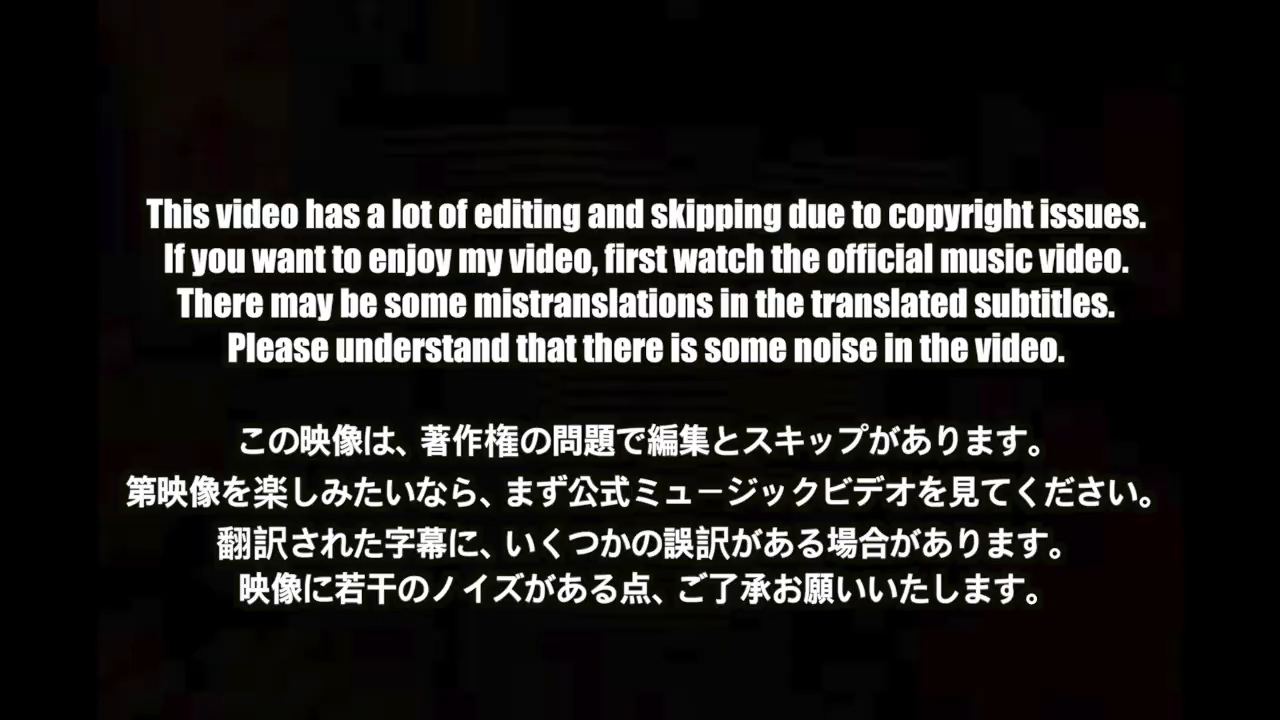 This video has a lot of editing and skipping due to copyright issues.
If you want to enjoy my video, first watch the official music video.
There may be some mistranslations in the translated subtitles.
Please understand that there is some noise in the video.
この映像は、著作権の問題で編集とスキップがあります。
第映像を楽しみたいなら、まず公式ミュージックビデオを見てください。
翻訳された字幕に、いくつかの誤訳がある場合があります。
映像に若干のノイズがある点、ご了承お願いいたします。